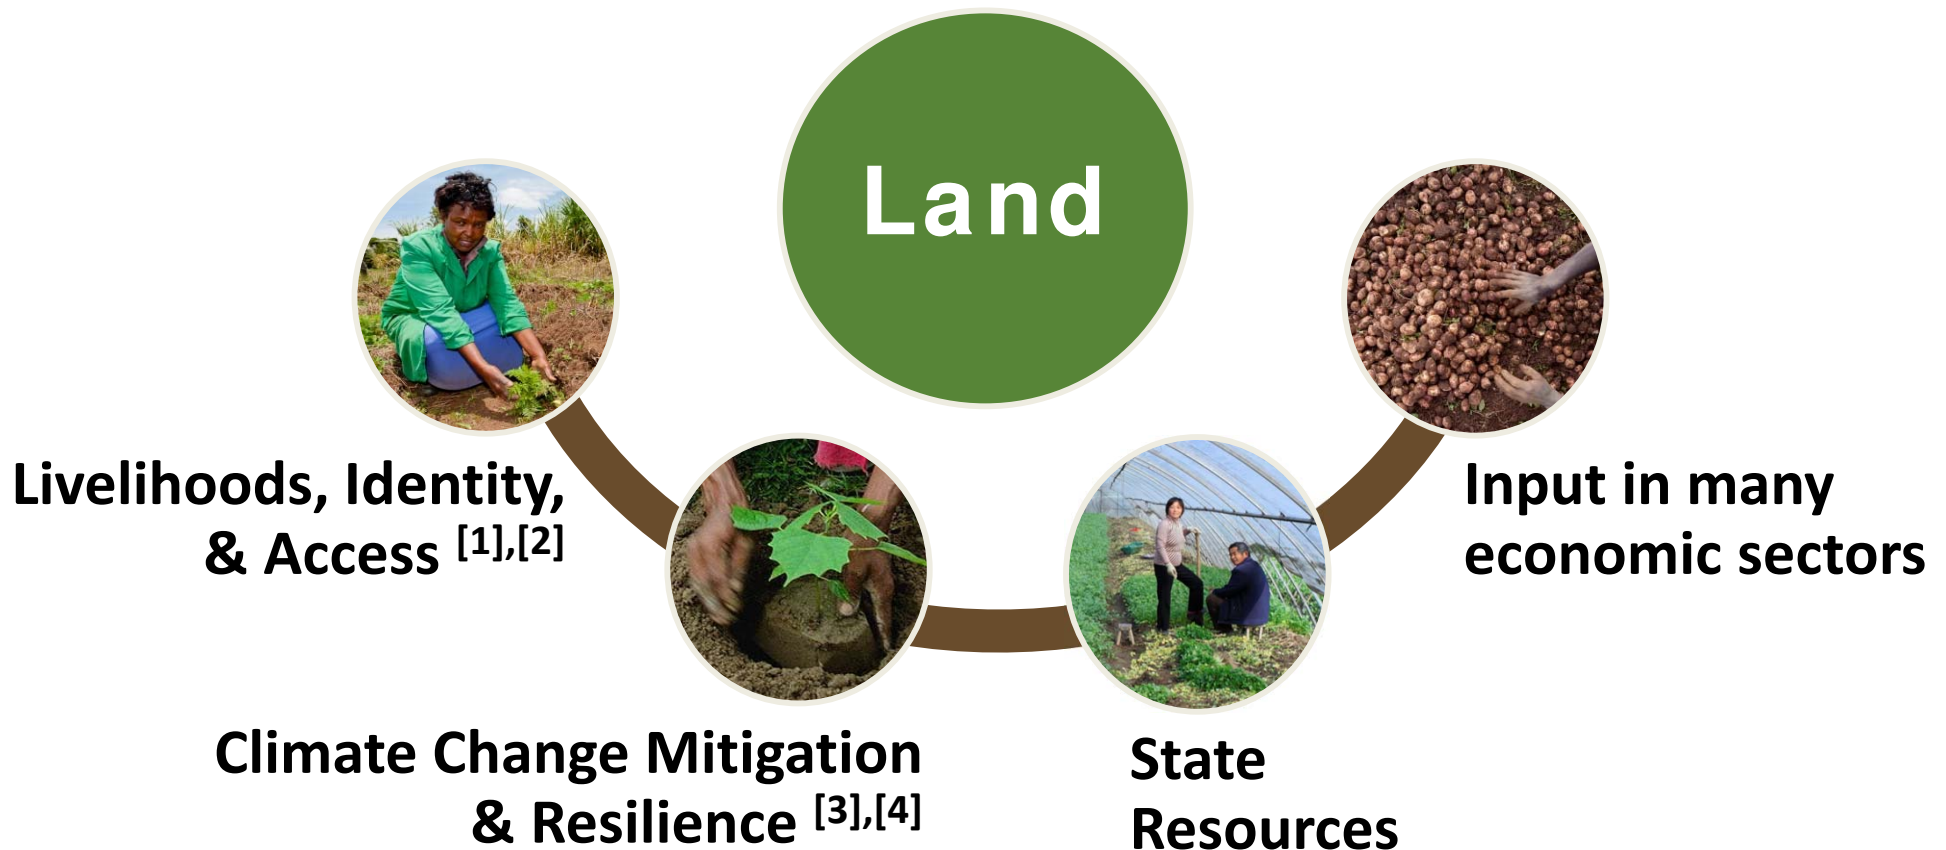 Land
Livelihoods, Identity,
& Access [1],[2]
Climate Change Mitigation
& Resilience [3],[4]
State
Resources
Input in many
economic sectors